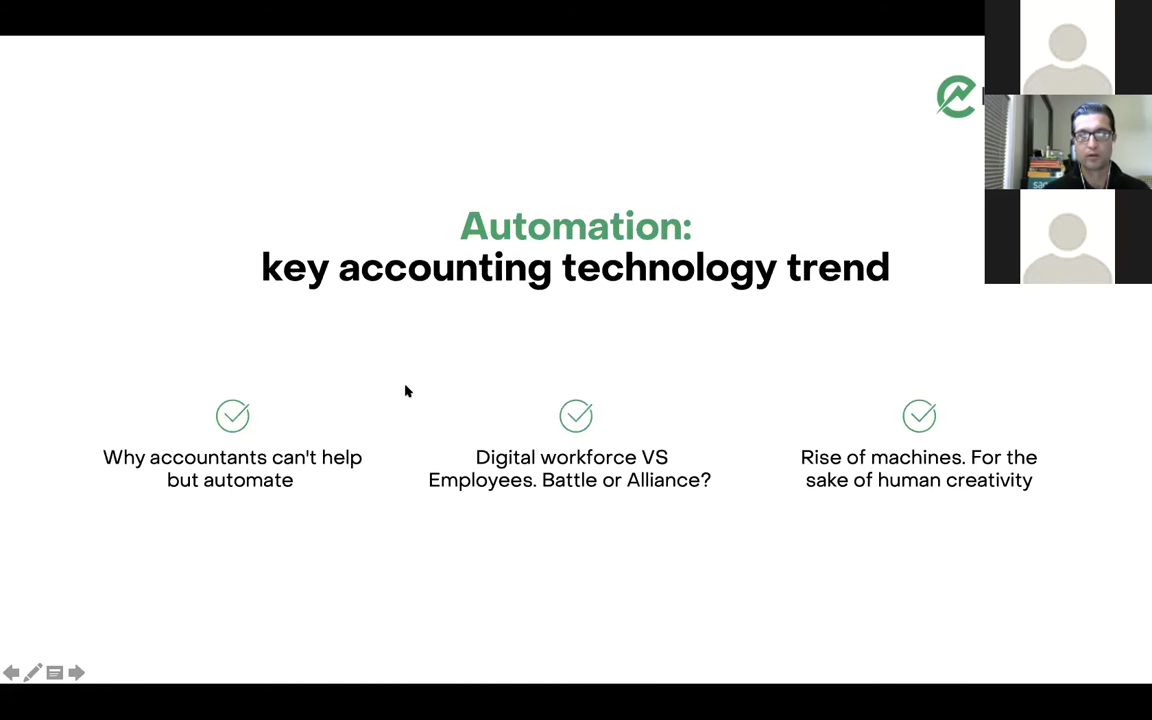 Automation:
key accounting technology trend
Why accountants can't help
but automate
Digital workforce VS
Employees. Battle or Alliance?
Rise of machines. For the
sake of human creativity